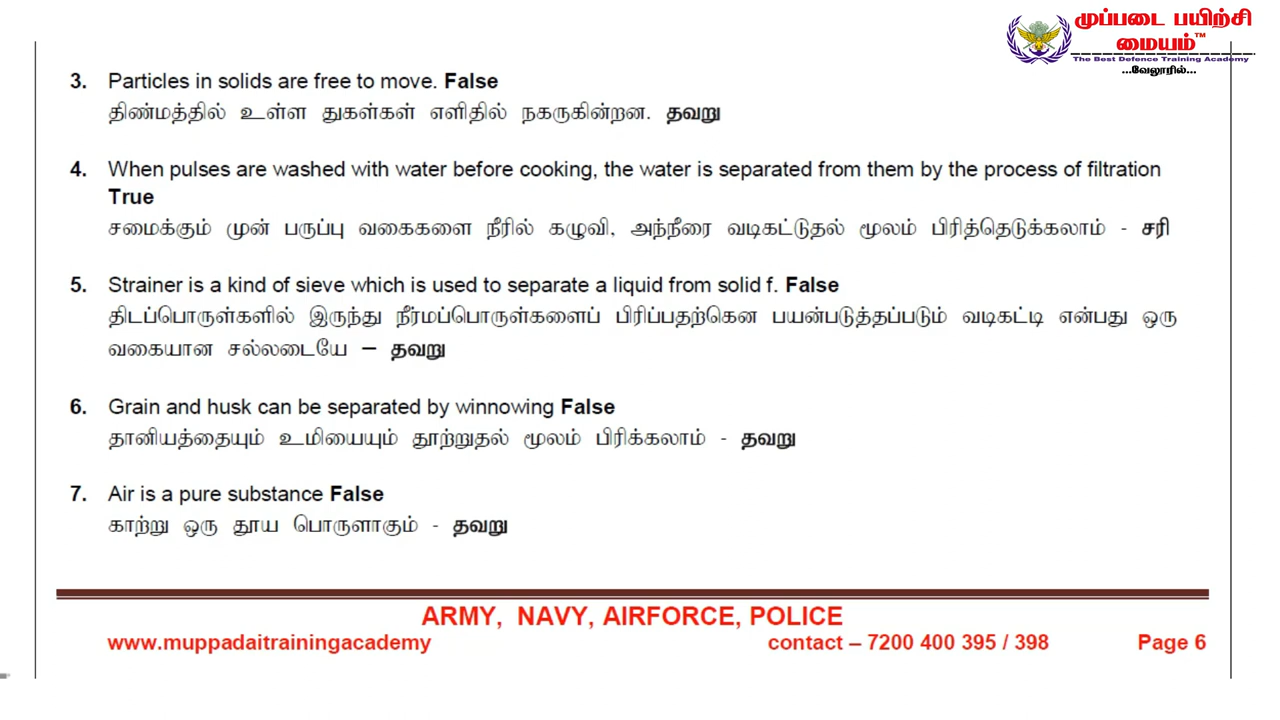 முப்படை பயிற்சி
மையம்™
The Best Defence Training Academy
...வேலூரில்...
3. Particles in solids are free to move. False
திண்மத்தில் உள்ள துகள்கள் எளிதில் நகருகின்றன. தவறு
4. When pulses are washed with water before cooking, the water is separated from them by the process of filtration
True
சமைக்கும் முன் பருப்பு வகைகளை நீரில் கழுவி, அந்நீரை வடிகட்டுதல் மூலம் பிரித்தெடுக்கலாம் - சரி
5. Strainer is a kind of sieve which is used to separate a liquid from solid f. False
திடப்பொருள்களில் இருந்து நீர்மப்பொருள்களைப் பிரிப்பதற்கென பயன்படுத்தப்படும் வடிகட்டி என்பது ஒரு
வகையான சல்லடையே – தவறு
6. Grain and husk can be separated by winnowing False
தானியத்தையும் உமியையும் தூற்றுதல் மூலம் பிரிக்கலாம் - தவறு
7. Air is a pure substance False
காற்று ஒரு தூய பொருளாகும் - தவறு
ARMY, NAVY, AIRFORCE, POLICE
www.muppadaitrainingacademy contact – 7200 400 395 / 398 Page 6